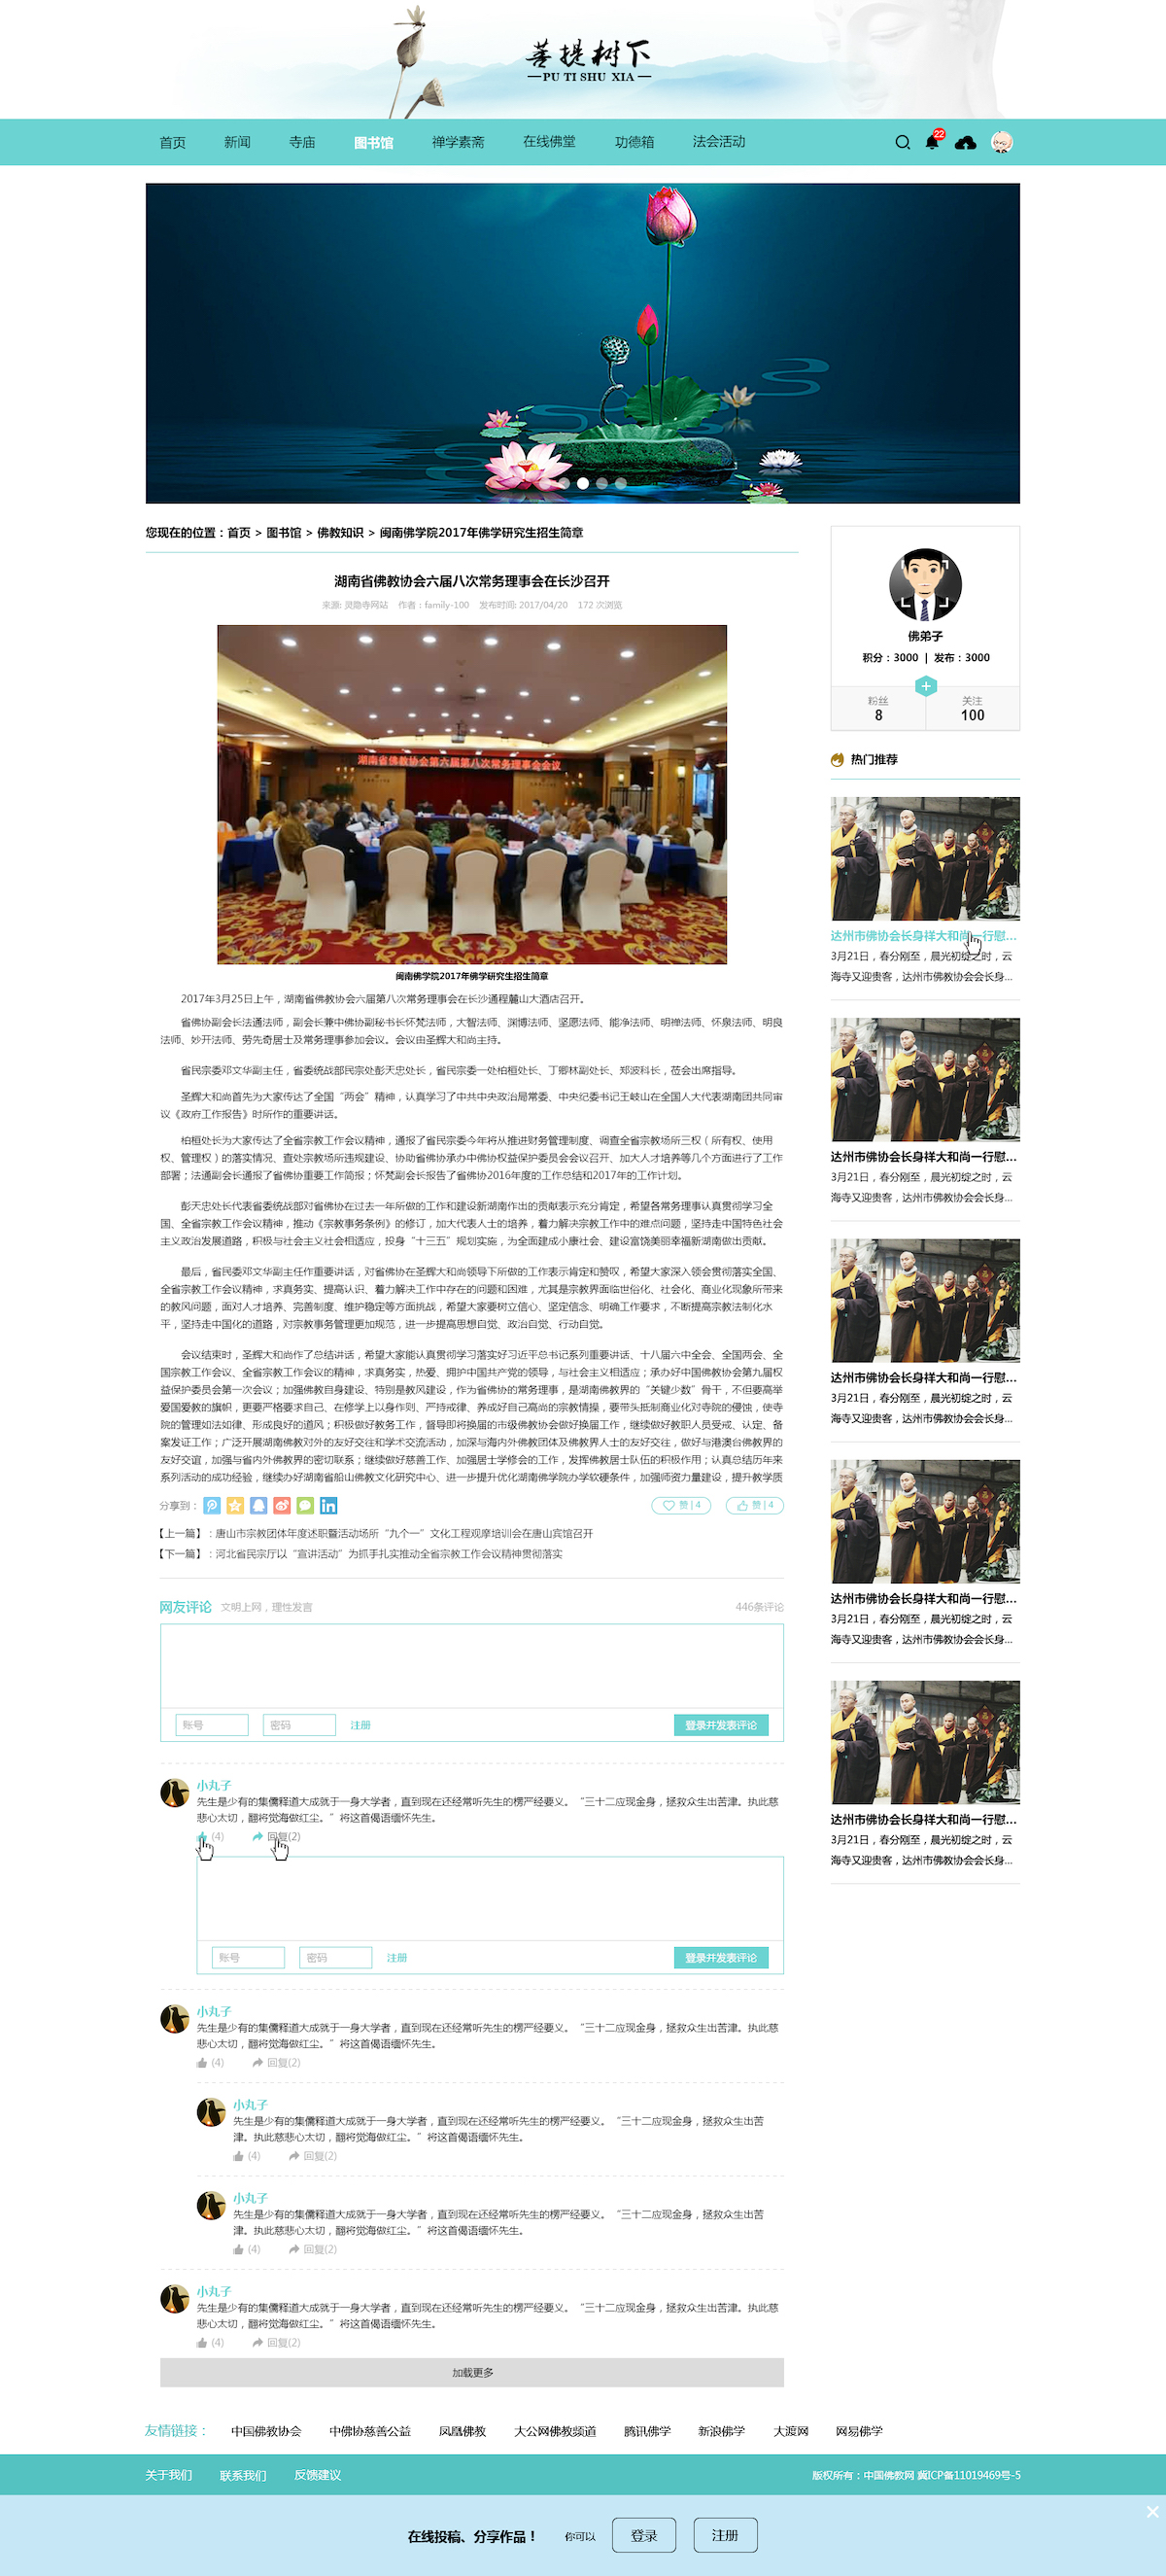 菩提树下
PU TI SHU XIA
首页 新闻 寺庙 图书馆 禅学素斋 在线佛堂 功德箱 法会活动 22
您现在的位置：首页 > 图书馆 > 佛教知识 > 闽南佛学院2017年佛学研究生招生简章
湖南省佛教协会六届八次常务理事会在长沙召开
来源: 灵隐寺网站 作者：family-100 发布时间: 2017/04/20 172 次浏览
湖南省佛教协会第六届第八次常务理事会会议
闽南佛学院2017年佛学研究生招生简章
2017年3月25日上午，湖南省佛教协会六届第八次常务理事会在长沙通程麓山大酒店召开。
省佛协副会长法通法师，副会长兼中佛协副秘书长怀梵法师，大智法师、渊博法师、坚愿法师、能净法师、明禅法师、怀泉法师、明良
法师、妙开法师、劳先奇居士及常务理事参加会议。会议由圣辉大和尚主持。
省民宗委邓文华副主任，省委统战部民宗处彭天忠处长，省民宗委一处柏桓处长、丁卿林副处长、郑波科长，莅会出席指导。
圣辉大和尚首先为大家传达了全国“两会”精神，认真学习了中共中央政治局常委、中央纪委书记王岐山在全国人大代表湖南团共同审
议《政府工作报告》时所作的重要讲话。
柏桓处长为大家传达了全省宗教工作会议精神，通报了省民宗委今年将从推进财务管理制度、调查全省宗教场所三权（所有权、使用
权、管理权）的落实情况、查处宗教场所违规建设、协助省佛协承办中佛协权益保护委员会会议召开、加大人才培养等几个方面进行了工作
部署；法通副会长通报了省佛协重要工作简报；怀梵副会长报告了省佛协2016年度的工作总结和2017年的工作计划。
彭天忠处长代表省委统战部对省佛协在过去一年所做的工作和建设新湖南作出的贡献表示充分肯定，希望各常务理事认真贯彻学习全
国、全省宗教工作会议精神，推动《宗教事务条例》的修订，加大代表人士的培养，着力解决宗教工作中的难点问题，坚持走中国特色社会
主义政治发展道路，积极与社会主义社会相适应，投身“十三五”规划实施，为全面建成小康社会、建设富饶美丽幸福新湖南做出贡献。
最后，省民委邓文华副主任作重要讲话，对省佛协在圣辉大和尚领导下所做的工作表示肯定和赞叹，希望大家深入领会贯彻落实全国、
全省宗教工作会议精神，求真务实、提高认识、着力解决工作中存在的问题和困难，尤其是宗教界面临世俗化、社会化、商业化现象所带来
的教风问题，面对人才培养、完善制度、维护稳定等方面挑战，希望大家要树立信心、坚定信念、明确工作要求，不断提高宗教法制化水
平，坚持走中国化的道路，对宗教事务管理更加规范，进一步提高思想自觉、政治自觉、行动自觉。
会议结束时，圣辉大和尚作了总结讲话，希望大家能认真贯彻学习落实好习近平总书记系列重要讲话、十八届六中全会、全国两会、全
国宗教工作会议、全省宗教工作会议的精神，求真务实，热爱、拥护中国共产党的领导，与社会主义相适应；承办好中国佛教协会第九届权
益保护委员会第一次会议；加强佛教自身建设、特别是教风建设，作为省佛协的常务理事，是湖南佛教界的“关键少数”骨干，不但要高举
爱国爱教的旗帜，更要严格要求自己、在修学上以身作则、严持戒律、养成好自己高尚的宗教情操，要带头抵制商业化对寺院的侵蚀，使寺
院的管理如法如律、形成良好的道风；积极做好教务工作，督导即将换届的市级佛教协会做好换届工作，继续做好教职人员受戒、认定、备
案发证工作；广泛开展湖南佛教对外的友好交往和学术交流活动，加深与海内外佛教团体及佛教界人士的友好交往，做好与港澳台佛教界的
友好交谊，加强与省内外佛教界的密切联系；继续做好慈善工作、加强居士学修会的工作，发挥佛教居士队伍的积极作用；认真总结历年来
系列活动的成功经验，继续办好湖南省船山佛教文化研究中心、进一步提升优化湖南佛学院办学软硬条件，加强师资力量建设，提升教学质
分享到： in 赞 | 4 赞 | 4
【上一篇】：唐山市宗教团体年度述职暨活动场所“九个一”文化工程观摩培训会在唐山宾馆召开
【下一篇】：河北省民宗厅以“宣讲活动”为抓手扎实推动全省宗教工作会议精神贯彻落实
网友评论 文明上网，理性发言 446条评论
账号 密码 注册 登录并发表评论
小丸子
先生是少有的集儒释道大成就于一身大学者，直到现在还经常听先生的楞严经要义。“三十二应现金身，拯救众生出苦津。执此慈
悲心太切，翻将觉海做红尘。”将这首偈语缅怀先生。
(4) 回复(2)
账号 密码 注册 登录并发表评论
小丸子
先生是少有的集儒释道大成就于一身大学者，直到现在还经常听先生的楞严经要义。“三十二应现金身，拯救众生出苦津。执此慈
悲心太切，翻将觉海做红尘。”将这首偈语缅怀先生。
(4) 回复(2)
小丸子
先生是少有的集儒释道大成就于一身大学者，直到现在还经常听先生的楞严经要义。“三十二应现金身，拯救众生出苦
津。执此慈悲心太切，翻将觉海做红尘。”将这首偈语缅怀先生。
(4) 回复(2)
小丸子
先生是少有的集儒释道大成就于一身大学者，直到现在还经常听先生的楞严经要义。“三十二应现金身，拯救众生出苦
津。执此慈悲心太切，翻将觉海做红尘。”将这首偈语缅怀先生。
(4) 回复(2)
小丸子
先生是少有的集儒释道大成就于一身大学者，直到现在还经常听先生的楞严经要义。“三十二应现金身，拯救众生出苦津。执此慈
悲心太切，翻将觉海做红尘。”将这首偈语缅怀先生。
(4) 回复(2)
加载更多
佛弟子
积分：3000 | 发布：3000
粉丝 关注
8 100
热门推荐
达州市佛协会长身祥大和尚一行慰...
3月21日，春分刚至，晨光初绽之时，云
海寺又迎贵客，达州市佛教协会会长身...
达州市佛协会长身祥大和尚一行慰...
3月21日，春分刚至，晨光初绽之时，云
海寺又迎贵客，达州市佛教协会会长身...
达州市佛协会长身祥大和尚一行慰...
3月21日，春分刚至，晨光初绽之时，云
海寺又迎贵客，达州市佛教协会会长身...
达州市佛协会长身祥大和尚一行慰...
3月21日，春分刚至，晨光初绽之时，云
海寺又迎贵客，达州市佛教协会会长身...
达州市佛协会长身祥大和尚一行慰...
3月21日，春分刚至，晨光初绽之时，云
海寺又迎贵客，达州市佛教协会会长身...
友情链接： 中国佛教协会 中佛协慈善公益 凤凰佛教 大公网佛教频道 腾讯佛学 新浪佛学 大渡网 网易佛学
关于我们 联系我们 反馈建议 版权所有：中国佛教网 冀ICP备11019469号-5
在线投稿、分享作品！ 你可以 登录 注册